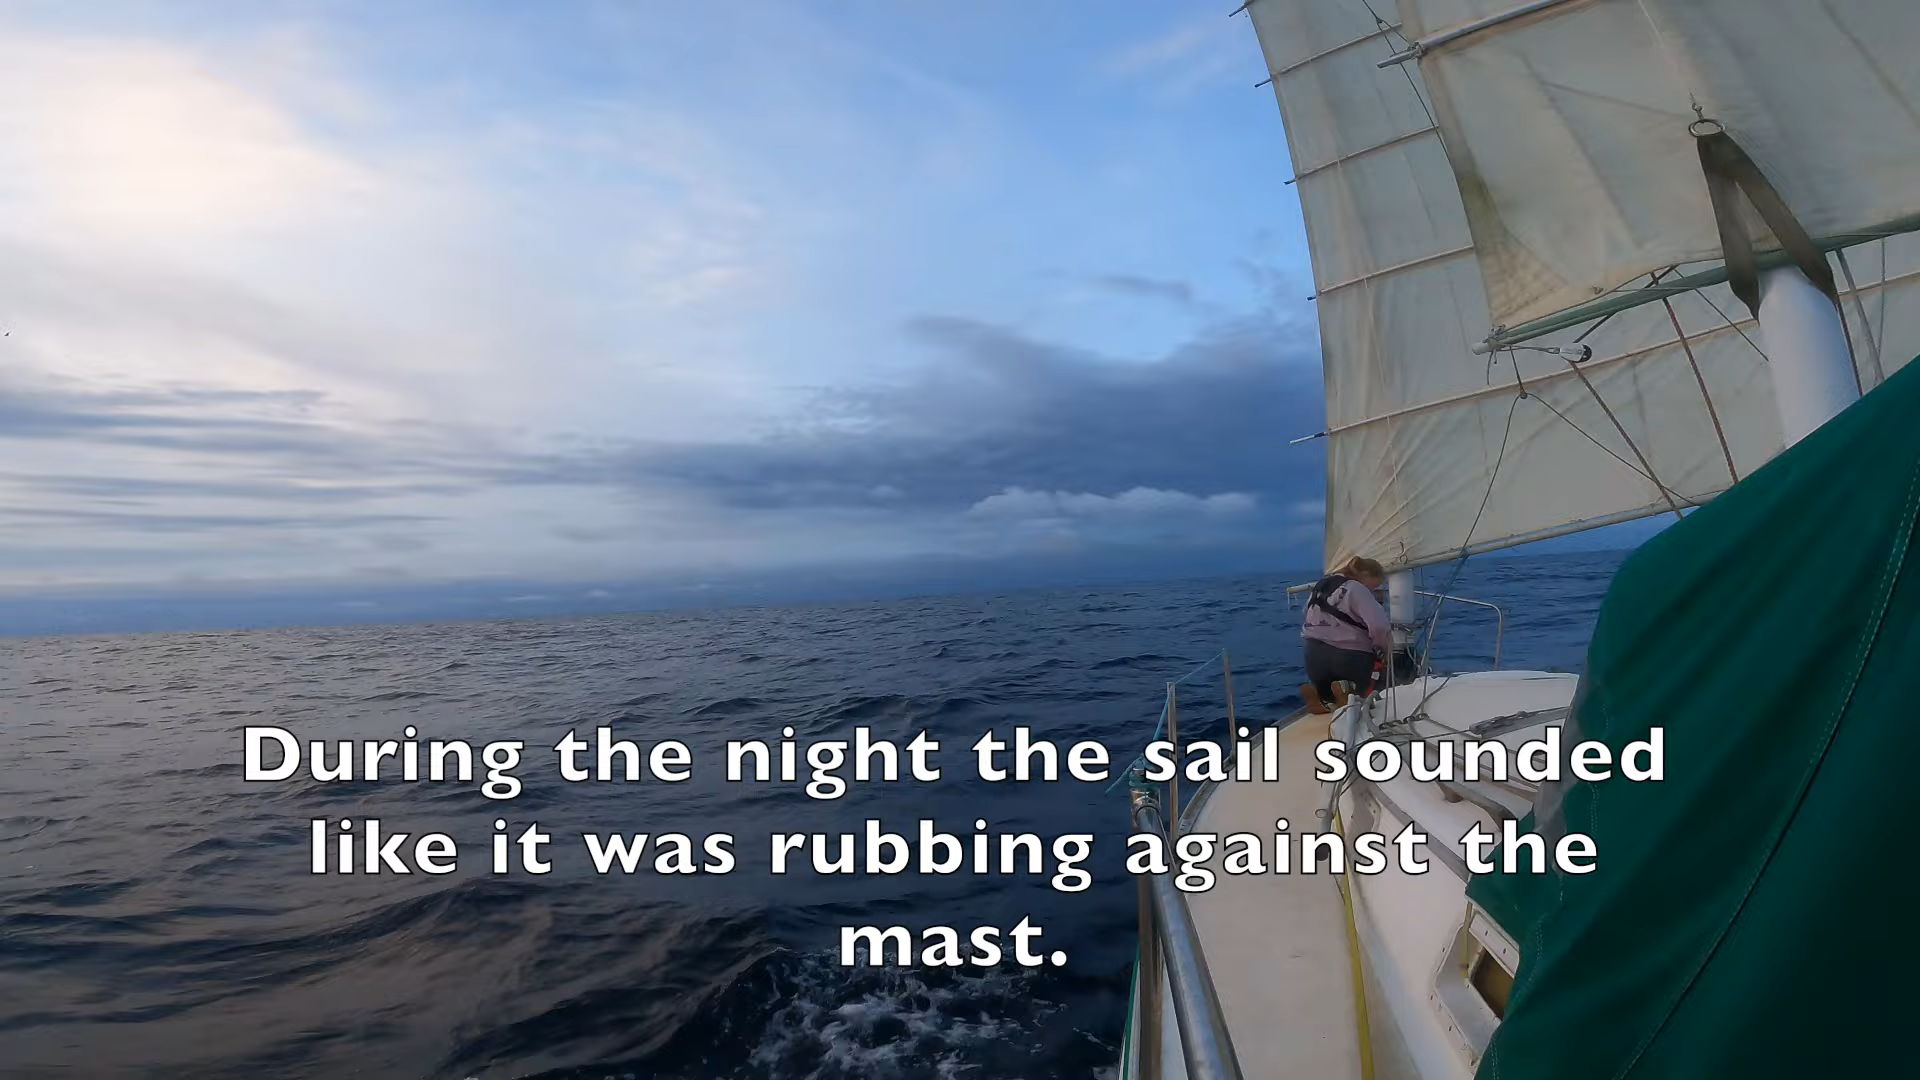 During the night the sail sounded
like it was rubbing against the
mast.